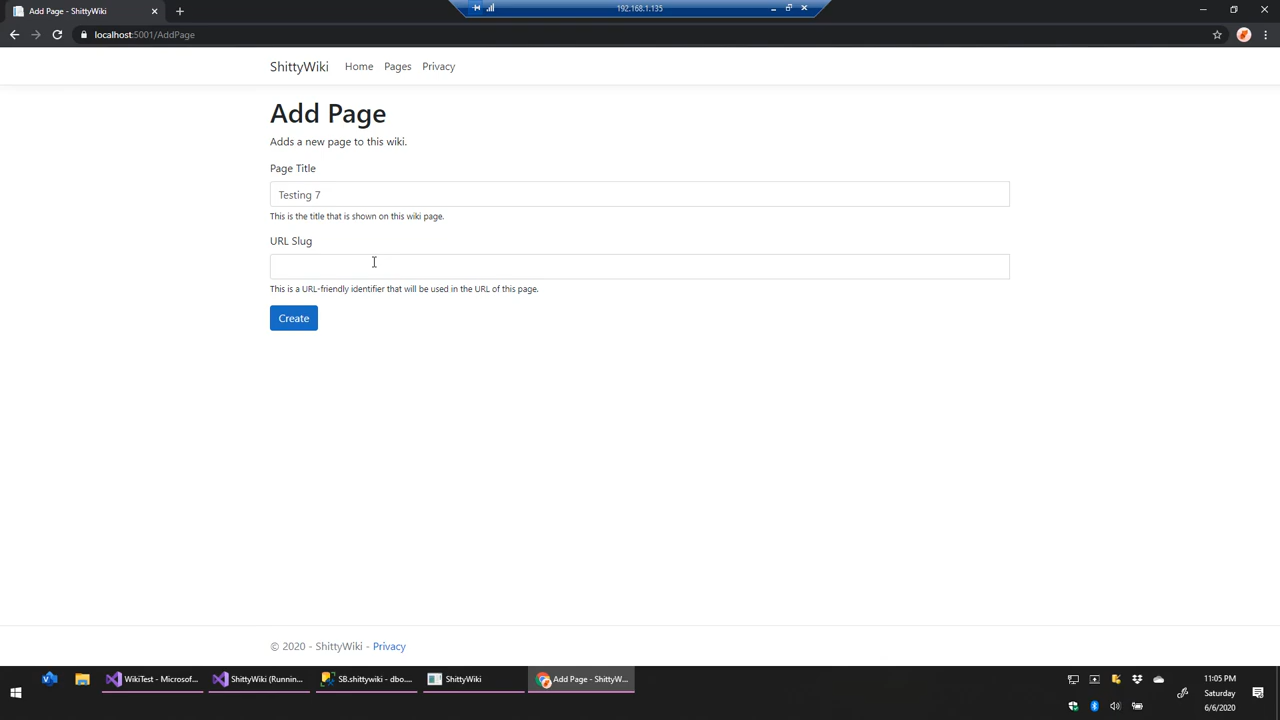 Add Page - ShittyWiki
192.168.1.135
localhost:5001/AddPage
ShittyWiki Home Pages Privacy
Add Page
Adds a new page to this wiki.
Page Title
Testing 7
This is the title that is shown on this wiki page.
URL Slug
This is a URL-friendly identifier that will be used in the URL of this page.
Create
© 2020 - ShittyWiki - Privacy
WikiTest - Microsof...
ShittyWiki (Runnin...
SB.shittywiki - dbo....
ShittyWiki
Add Page - ShittyW...
11:05 PM
Saturday
6/6/2020